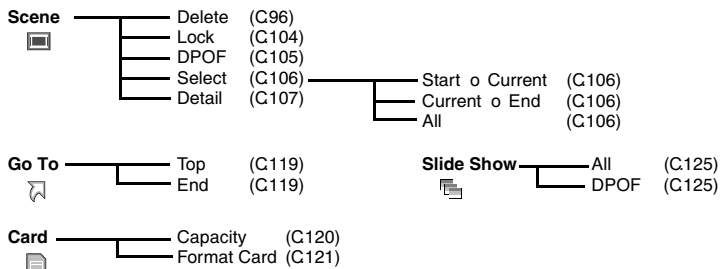 Scene Delete (C96)
Lock (C104)
DPOF (C105)
Select (C106) Start o Current (C106)
Detail (C107) Current o End (C106)
All (C106)
Go To Top (C119) Slide Show All (C125)
End (C119) DPOF (C125)
Card Capacity (C120)
Format Card (C121)